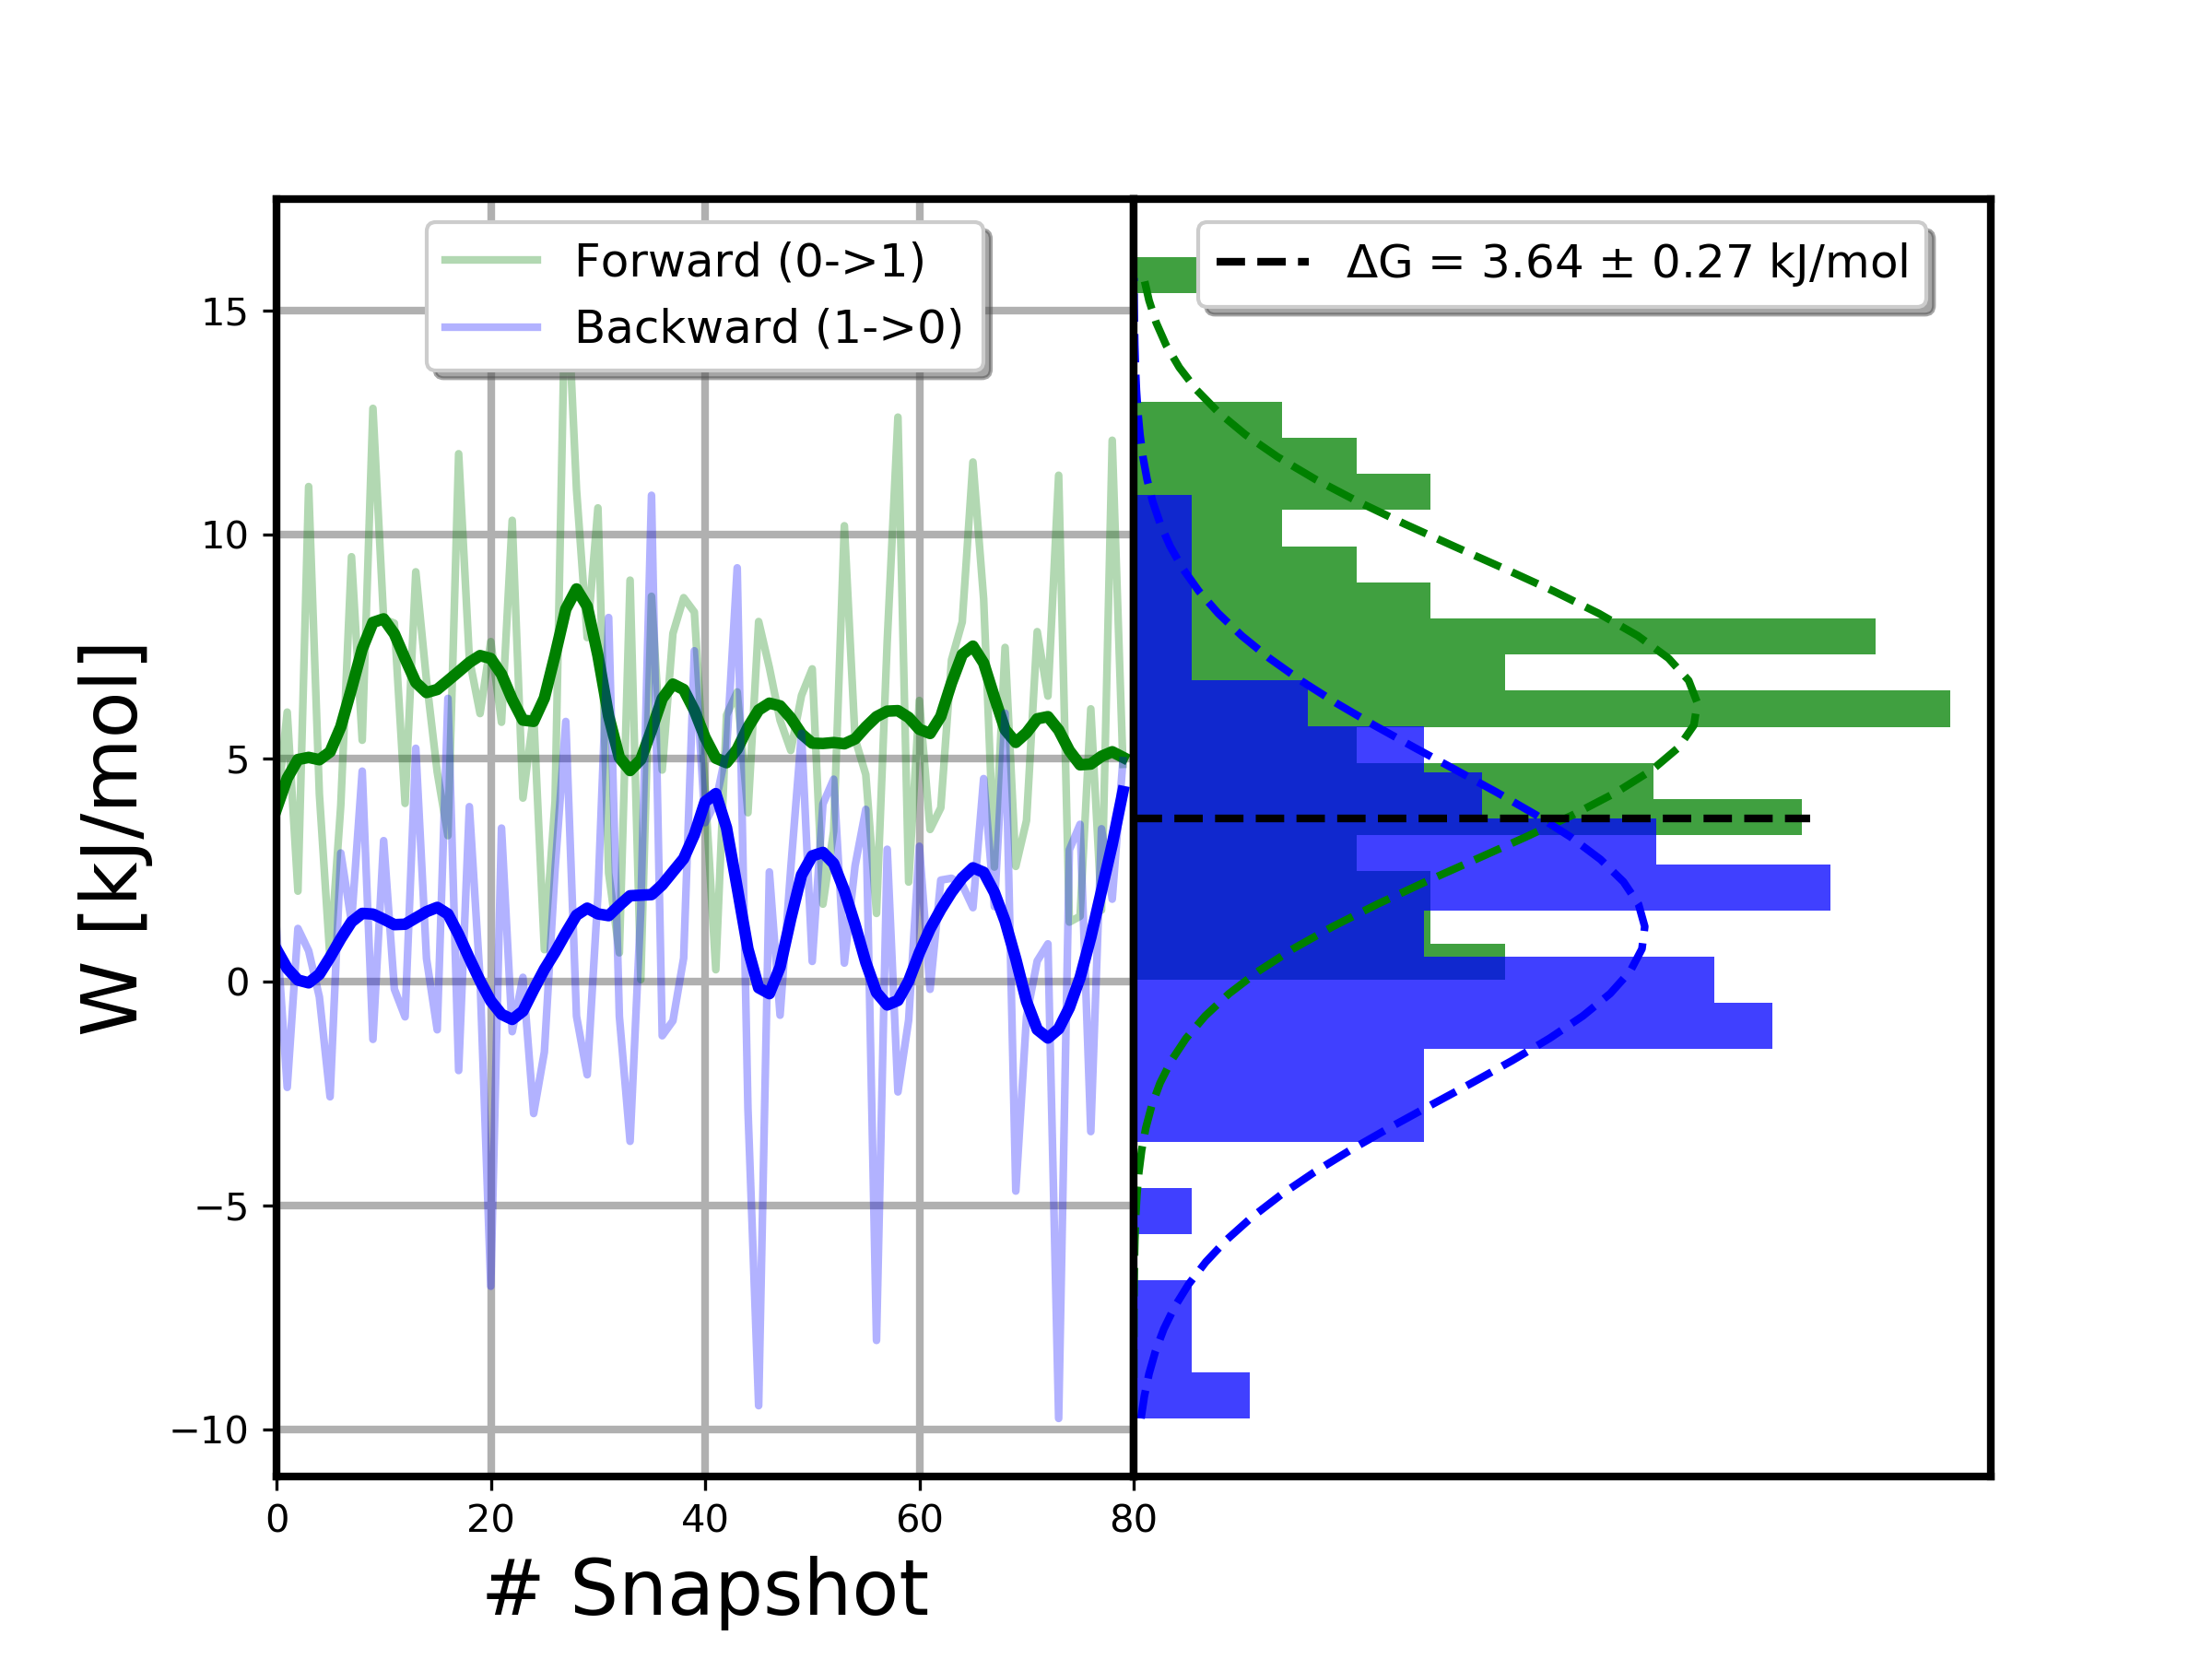 Forward (0->1)
Backward (1->0)
ΔG = 3.64 ± 0.27 kJ/mol
W [kJ/mol]
15
10
5
0
−5
−10
0 20 40 60 80
# Snapshot